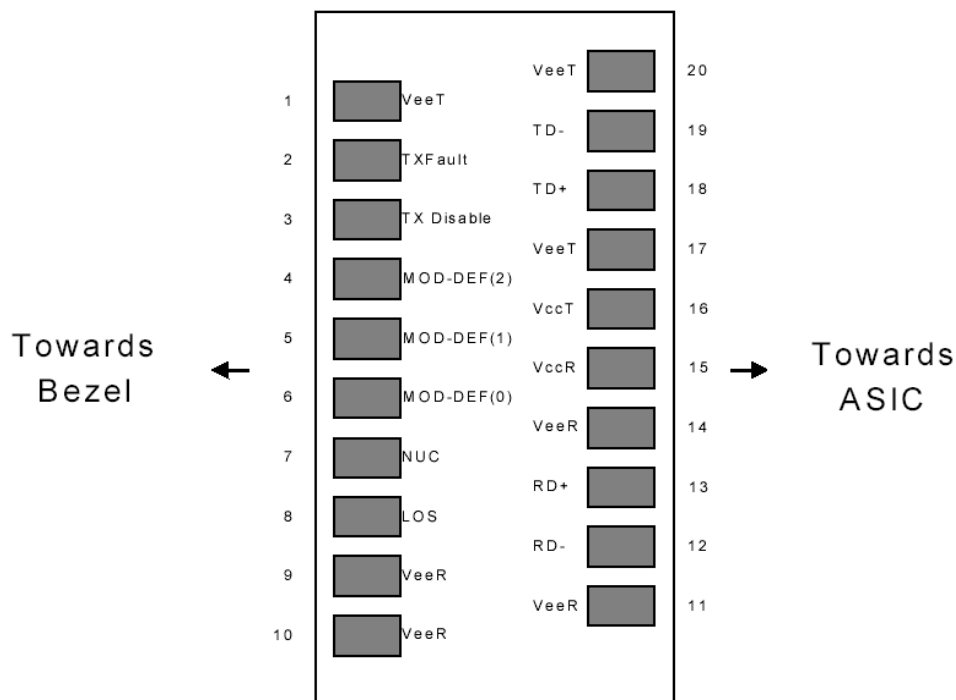 VeeT 20
1 VeeT
TD- 19
2 TXFault
TD+ 18
3 TX Disable
VeeT 17
4 MOD-DEF(2)
VccT 16
5 MOD-DEF(1)
Towards
Bezel
VccR 15
Towards
ASIC
6 MOD-DEF(0)
VeeR 14
7 NUC
RD+ 13
8 LOS
RD- 12
9 VeeR
VeeR 11
10 VeeR